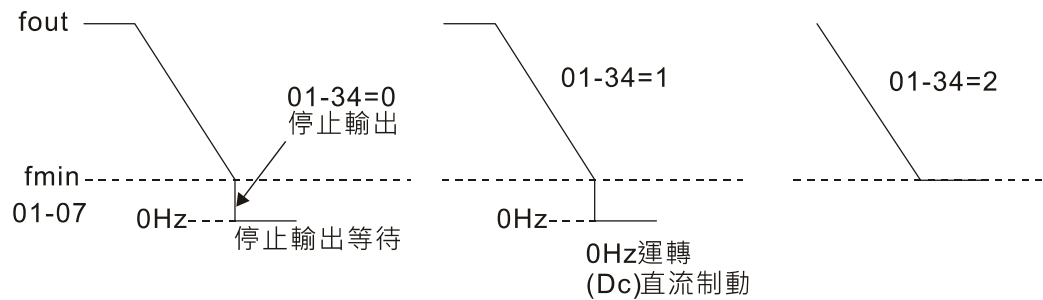 fout
01-34=0
停止輸出
fmin
01-07
0Hz
停止輸出等待
01-34=1
0Hz
0Hz運轉
(Dc)直流制動
01-34=2